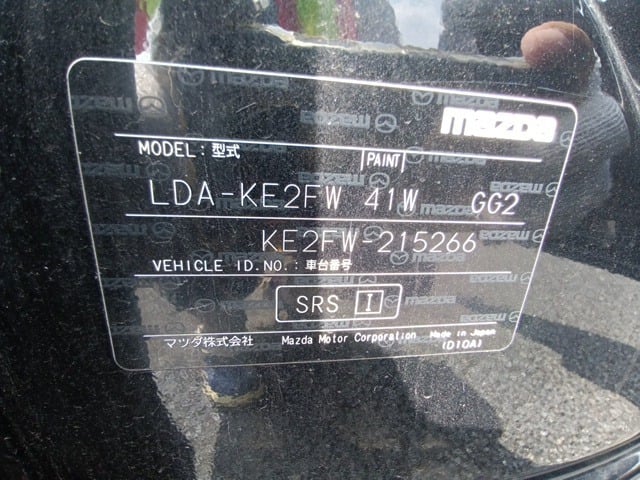 mazda
MODEL:型式 PAINT
LDA-KE2FW 41W GG2
KE2FW-215266
VEHICLE ID.NO.:車台番号
SRS I
マツダ株式会社 Mazda Motor Corporation Made in Japan
(D10A)